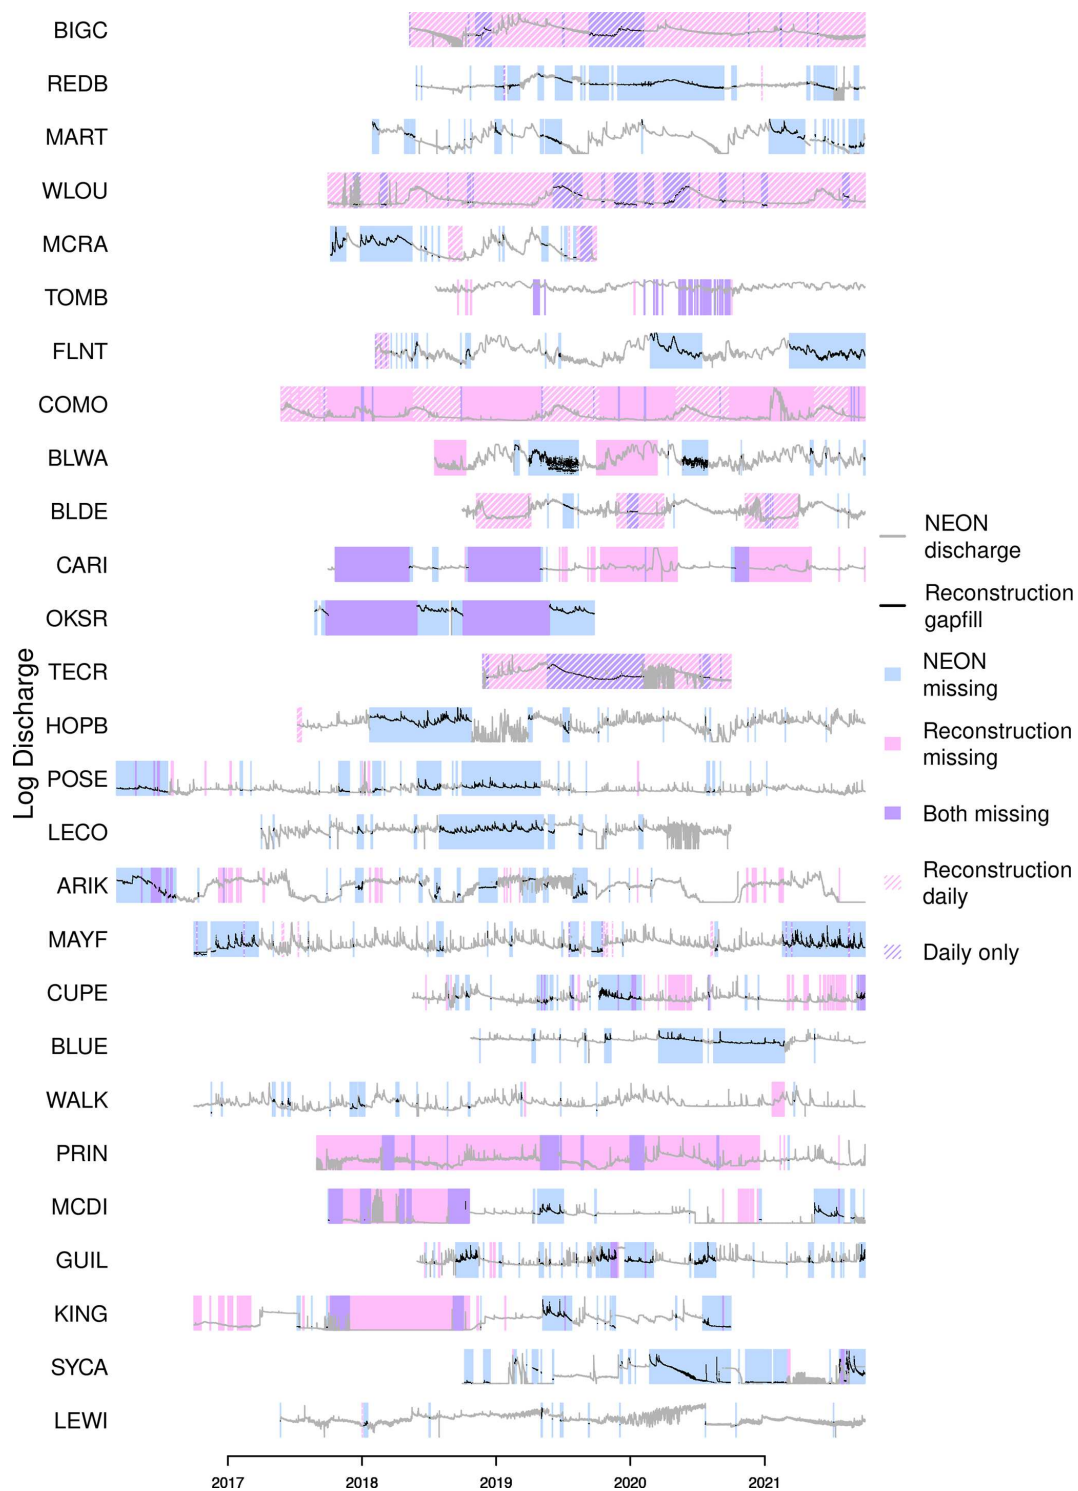 BIGC
REDB
MART
WLOU
MCRA
TOMB
FLNT
COMO
BLWA
BLDE
CARI
OKSR
TECR
HOPB
POSE
LECO
ARIK
MAYF
CUPE
BLUE
WALK
PRIN
MCDI
GUIL
KING
SYCA
LEWI
Log Discharge
2017 2018 2019 2020 2021
NEON
discharge
Reconstruction
gapfill
NEON
missing
Reconstruction
missing
Both missing
Reconstruction
daily
Daily only